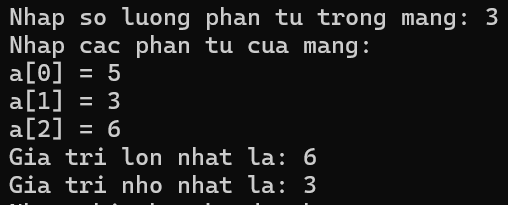 Nhap so luong phan tu trong mang: 3
Nhap cac phan tu cua mang:
a[0] = 5
a[1] = 3
a[2] = 6
Gia tri lon nhat la: 6
Gia tri nho nhat la: 3